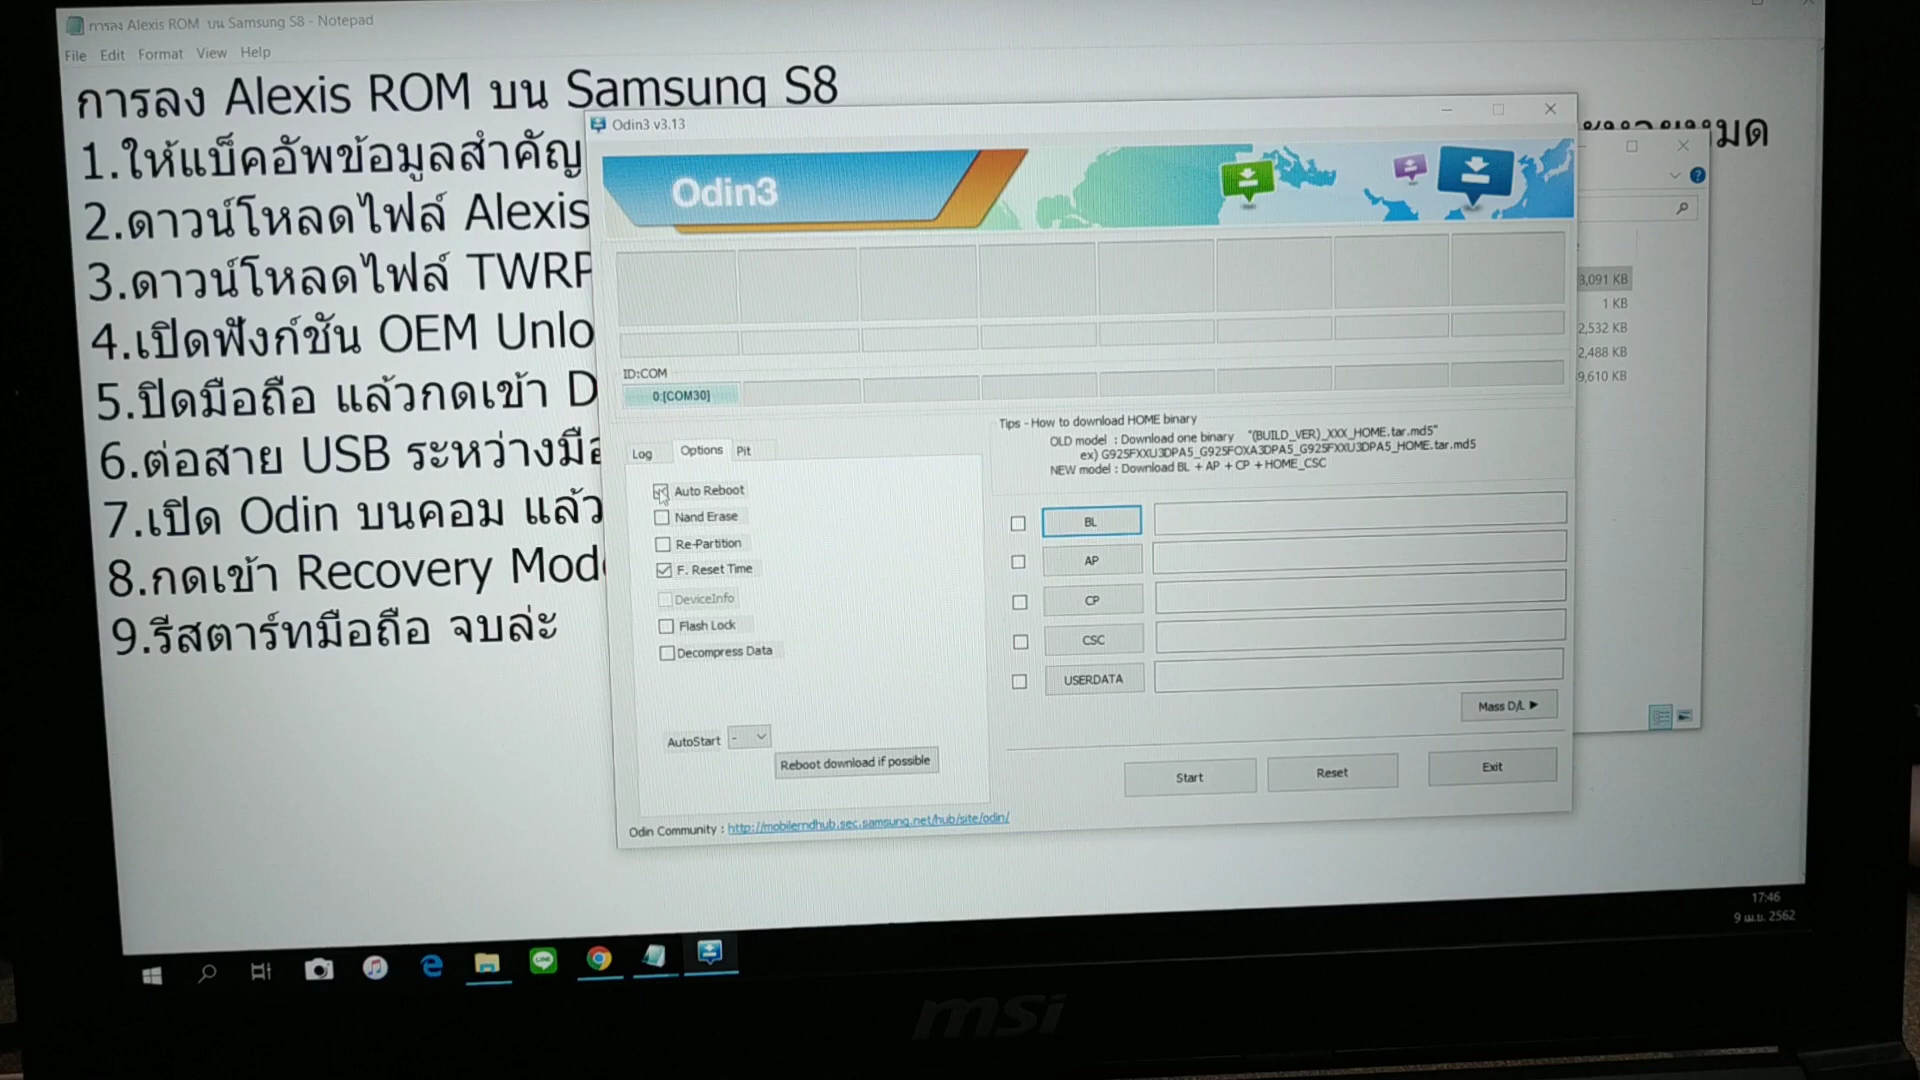 การลง Alexis ROM บน Samsung S8 - Notepad
File Edit Format View Help
การลง Alexis ROM บน Samsung S8
1.ให้แบ็คอัพข้อมูลสำคัญ
2.ดาวน์โหลดไฟล์ Alexis
3.ดาวน์โหลดไฟล์ TWRP
4.เปิดฟังก์ชัน OEM Unlo
5.ปิดมือถือ แล้วกดเข้า D
6.ต่อสาย USB ระหว่างมือ
7.เปิด Odin บนคอม แล้ว
8.กดเข้า Recovery Mod
9.รีสตาร์ทมือถือ จบล่ะ
Odin3 v3.13
Odin3
ID:COM
0:[COM30]
Log Options Pit
Auto Reboot
Nand Erase
Re-Partition
F. Reset Time
DeviceInfo
Flash Lock
Decompress Data
AutoStart -
Reboot download if possible
Tips - How to download HOME binary
OLD model : Download one binary "(BUILD_VER)_XXX_HOME.tar.md5"
ex) G925FXXU3DPA5_G925FOXA3DPA5_G925FXXU3DPA5_HOME.tar.md5
NEW model : Download BL + AP + CP + HOME_CSC
BL
AP
CP
CSC
USERDATA
Mass D/L
Start Reset Exit
Odin Community : http://mobilerndhub.sec.samsung.net/hub/site/odin/
3,091 KB
1 KB
2,532 KB
2,488 KB
9,610 KB
17:46
9 เม.ย. 2562
LINE
msi